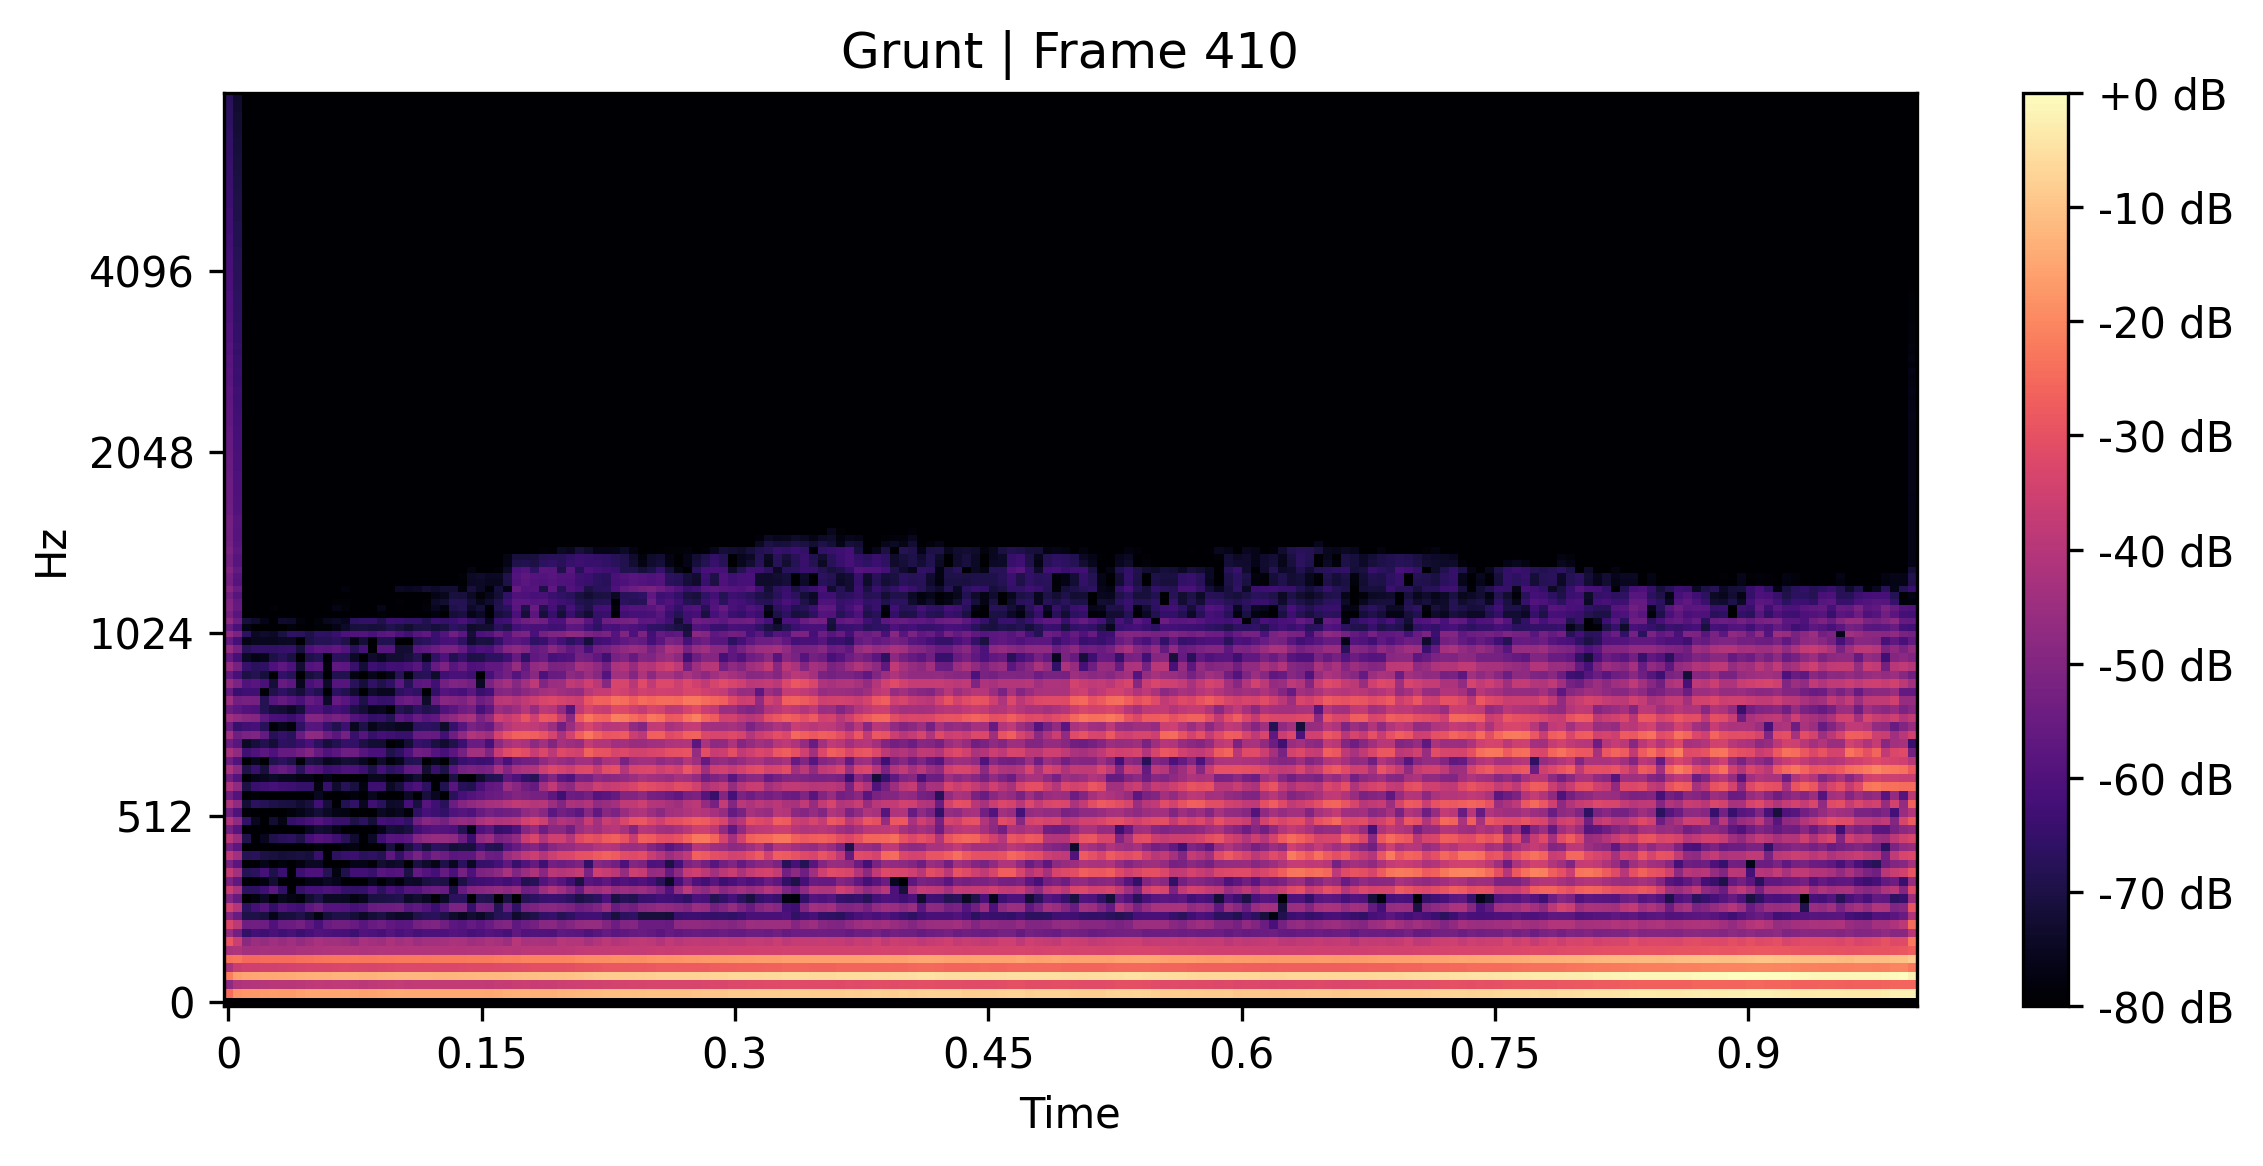 Grunt | Frame 410
Hz
4096
2048
1024
512
0
0 0.15 0.3 0.45 0.6 0.75 0.9
Time
+0 dB
-10 dB
-20 dB
-30 dB
-40 dB
-50 dB
-60 dB
-70 dB
-80 dB